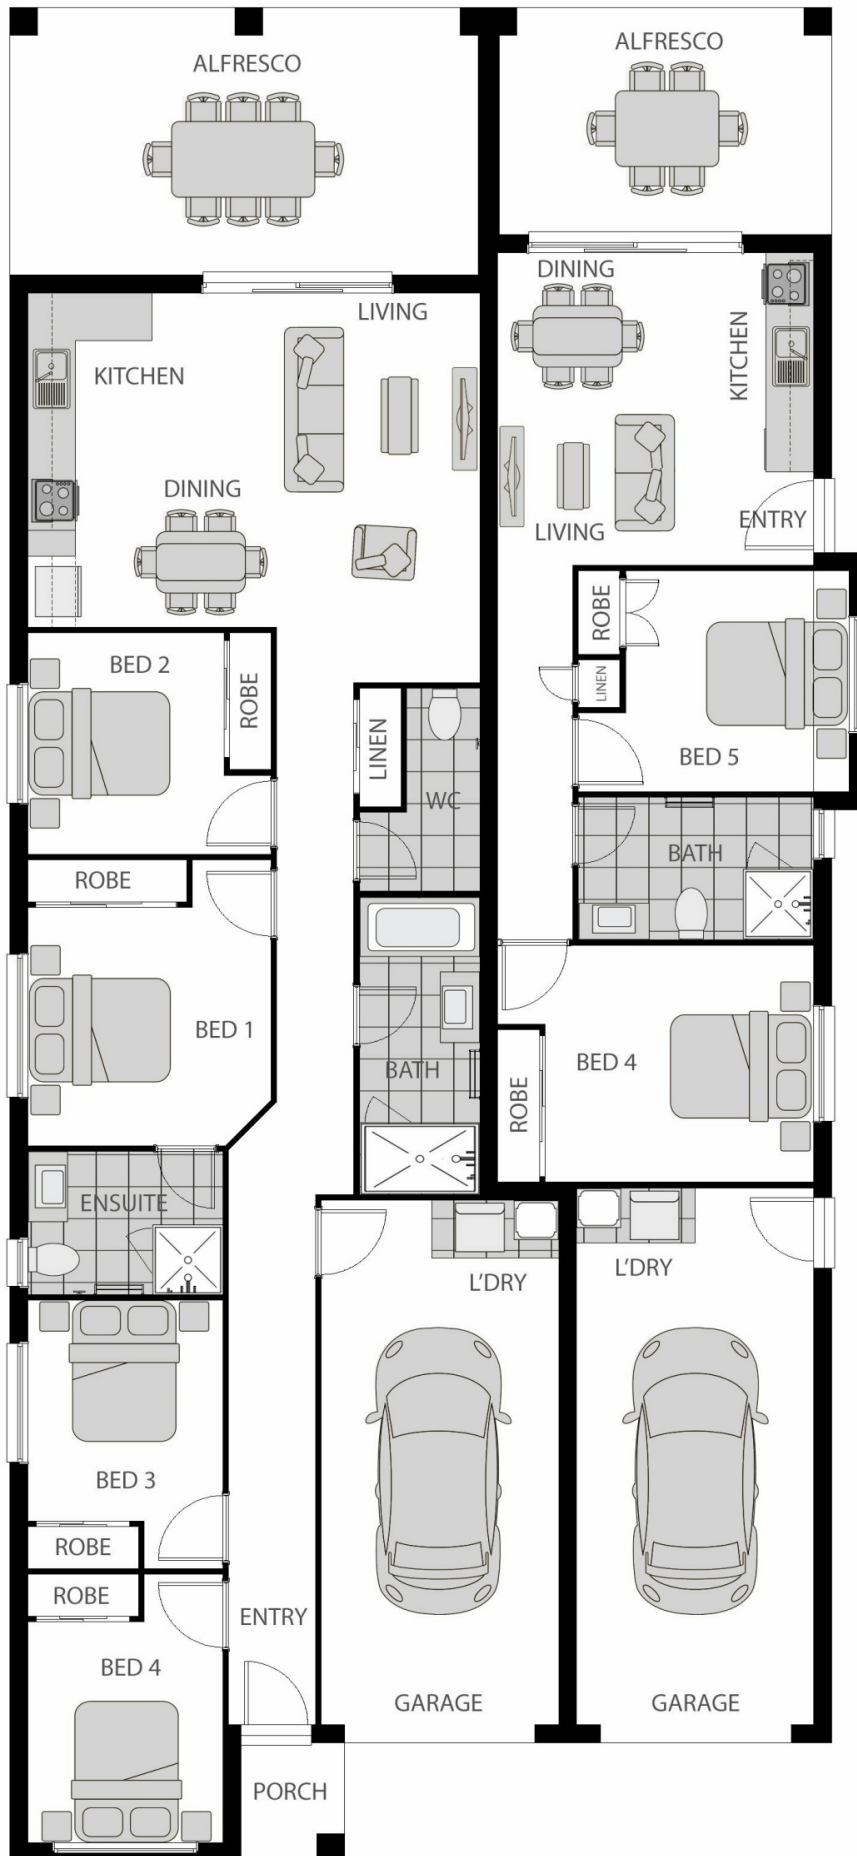 ALFRESCO
ALFRESCO
LIVING
KITCHEN
DINING
DINING
KITCHEN
LIVING
ENTRY
BED 2
ROBE
LINEN
WC
ROBE
LINEN
BED 5
BATH
ROBE
BED 1
BATH
BED 4
ROBE
ENSUITE
L'DRY
L'DRY
BED 3
ROBE
ROBE
ENTRY
BED 4
GARAGE
GARAGE
PORCH